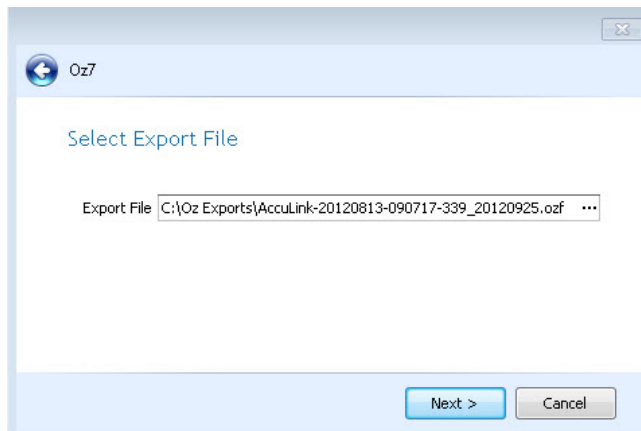 Oz7
Select Export File
Export File C:\Oz Exports\AccuLink-20120813-090717-339_20120925.ozf ...
Next > Cancel